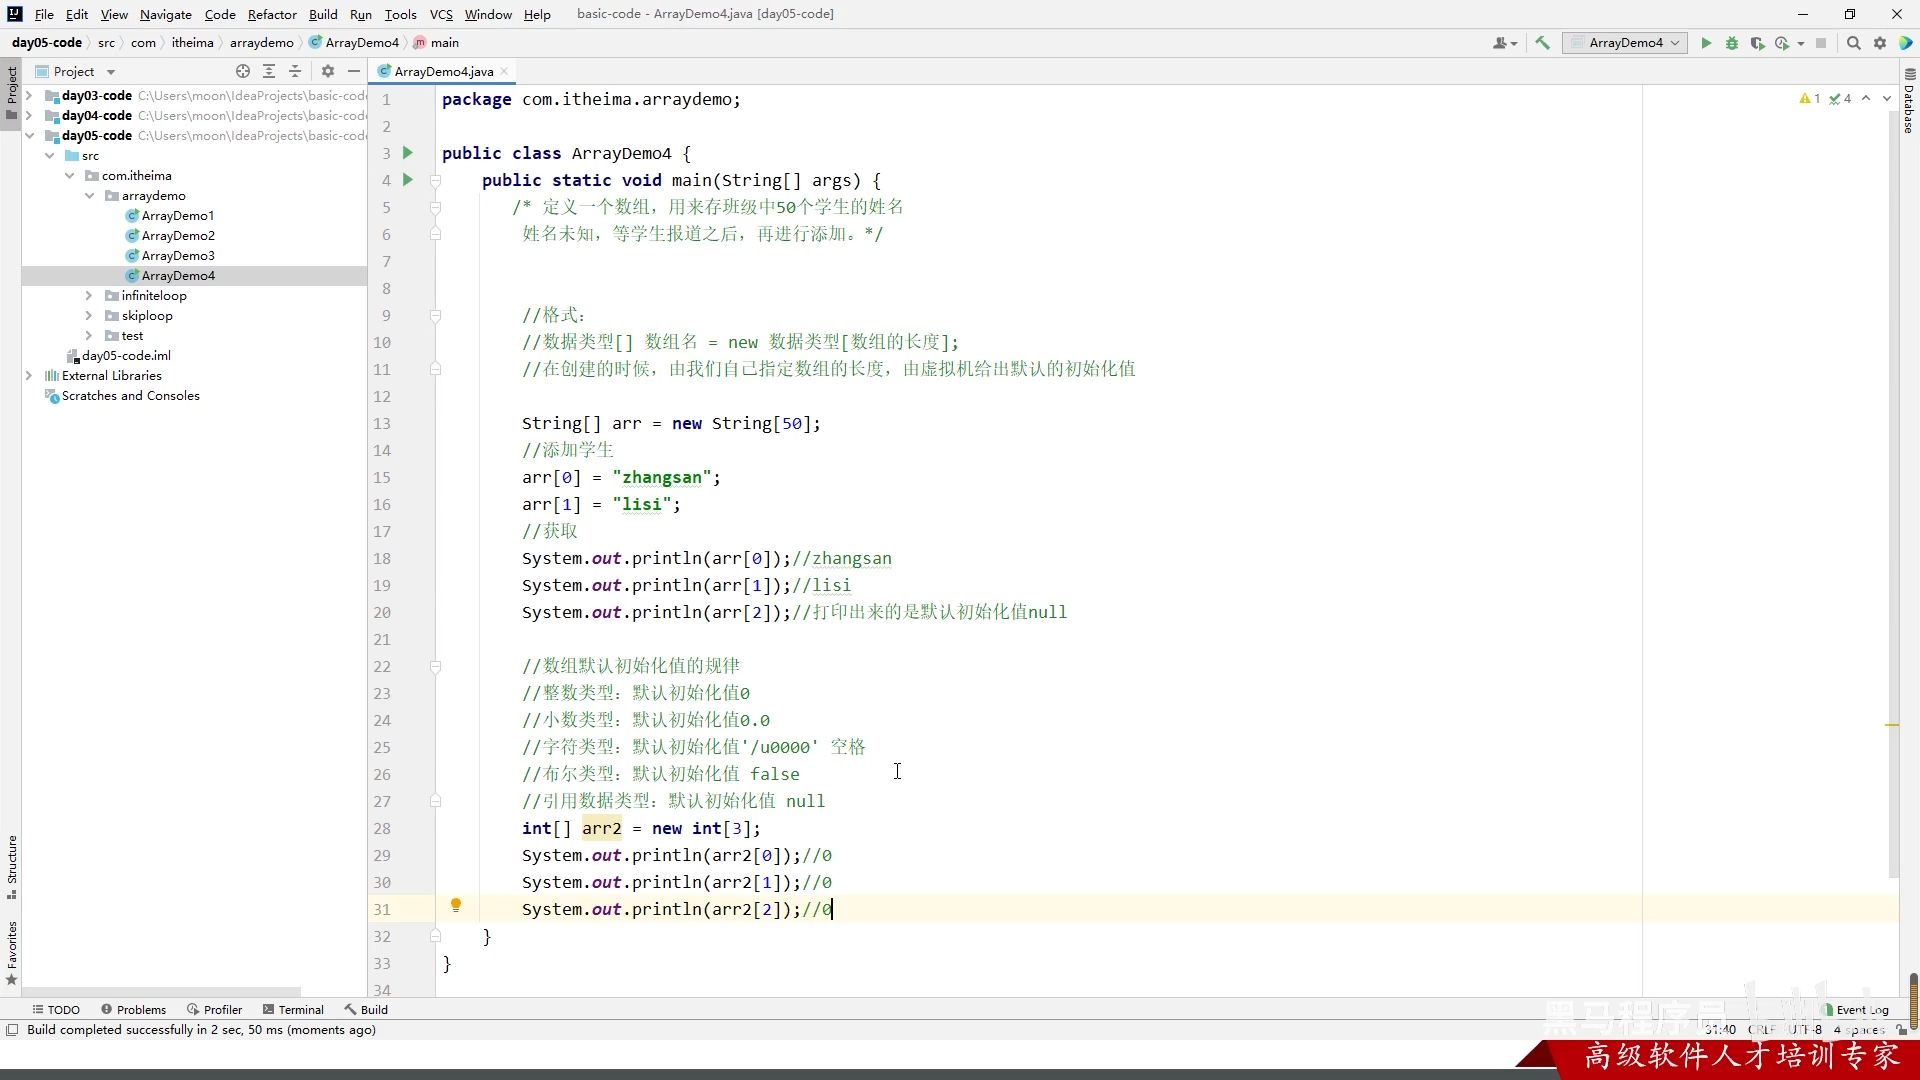 File Edit View Navigate Code Refactor Build Run Tools VCS Window Help basic-code - ArrayDemo4.java [day05-code]
day05-code src com itheima arraydemo ArrayDemo4 main
ArrayDemo4
Project
ArrayDemo4.java
Project
day03-code C:\Users\moon\IdeaProjects\basic-cod
day04-code C:\Users\moon\IdeaProjects\basic-cod
day05-code C:\Users\moon\IdeaProjects\basic-code
src
com.itheima
arraydemo
ArrayDemo1
ArrayDemo2
ArrayDemo3
ArrayDemo4
infiniteloop
skiploop
test
day05-code.iml
External Libraries
Scratches and Consoles
Structure
Favorites
1 package com.itheima.arraydemo;
2
3 public class ArrayDemo4 {
4 public static void main(String[] args) {
5 /* 定义一个数组，用来存班级中50个学生的姓名
6 姓名未知，等学生报道之后，再进行添加。*/
7
8
9 //格式：
10 //数据类型[] 数组名 = new 数据类型[数组的长度];
11 //在创建的时候，由我们自己指定数组的长度，由虚拟机给出默认的初始化值
12
13 String[] arr = new String[50];
14 //添加学生
15 arr[0] = "zhangsan";
16 arr[1] = "lisi";
17 //获取
18 System.out.println(arr[0]);//zhangsan
19 System.out.println(arr[1]);//lisi
20 System.out.println(arr[2]);//打印出来的是默认初始化值null
21
22 //数组默认初始化值的规律
23 //整数类型：默认初始化值0
24 //小数类型：默认初始化值0.0
25 //字符类型：默认初始化值'/u0000' 空格
26 //布尔类型：默认初始化值 false
27 //引用数据类型：默认初始化值 null
28 int[] arr2 = new int[3];
29 System.out.println(arr2[0]);//0
30 System.out.println(arr2[1]);//0
31 System.out.println(arr2[2]);//0
32 }
33 }
34
1 4
Database
TODO Problems Profiler Terminal Build Event Log
Build completed successfully in 2 sec, 50 ms (moments ago) 31:40 CRLF UTF-8 4 spaces
黑马程序员
高级软件人才培训专家